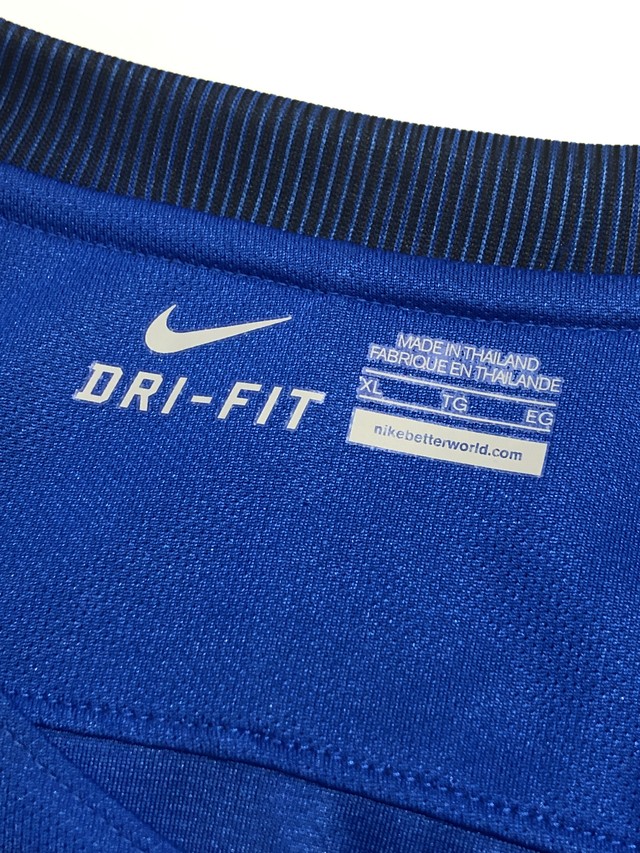 DRI-FIT
MADE IN THAILAND
FABRIQUE EN THAILANDE
XL TG EG
nikebetterworld.com